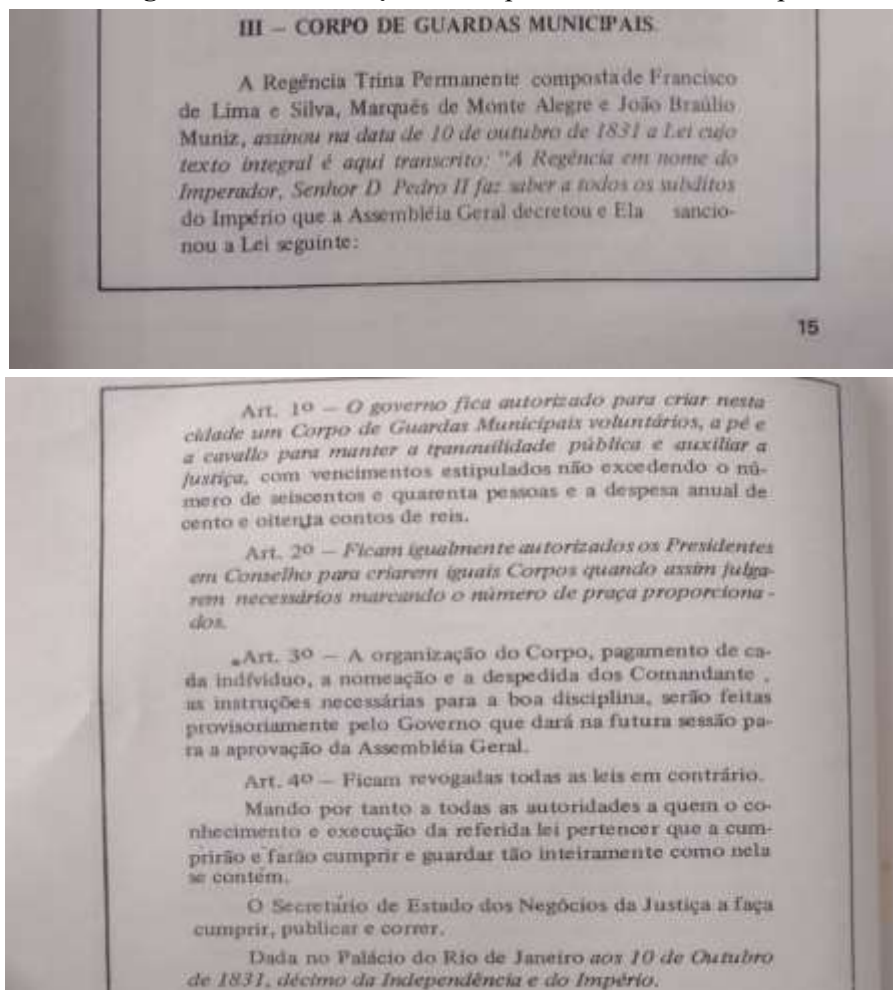 III – CORPO DE GUARDAS MUNICIPAIS.
A Regência Trina Permanente composta de Francisco
de Lima e Silva, Marquês de Monte Alegre e João Bráulio
Muniz, assinou na data de 10 de outubro de 1831 a Lei cujo
texto integral é aqui transcrito: "A Regência em nome do
Imperador, Senhor D Pedro II faz saber a todos os subditos
do Império que a Assembléia Geral decretou e Ela sancio-
nou a Lei seguinte:
15
Art. 1º – O governo fica autorizado para criar nesta
cidade um Corpo de Guardas Municipais voluntários, a pé e
a cavallo para manter a tranquilidade pública e auxiliar a
justiça, com vencimentos estipulados não excedendo o nú-
mero de seiscentos e quarenta pessoas e a despesa anual de
cento e oitenta contos de reis.
Art. 2º – Ficam igualmente autorizados os Presidentes
em Conselho para criarem iguais Corpos quando assim julga-
rem necessários marcando o número de praça proporciona -
dos.
Art. 3º – A organização do Corpo, pagamento de ca-
da indíviduo, a nomeação e a despedida dos Comandante ,
as instruções necessárias para a boa disciplina, serão feitas
provisoriamente pelo Governo que dará na futura sessão pa-
ra a aprovação da Assembléia Geral.
Art. 4º – Ficam revogadas todas as leis em contrário.
Mando por tanto a todas as autoridades a quem o co-
nhecimento e execução da referida lei pertencer que a cum-
prirão e farão cumprir e guardar tão inteiramente como nela
se contém.
O Secretário de Estado dos Negócios da Justiça a faça
cumprir, publicar e correr.
Dada no Palácio do Rio de Janeiro aos 10 de Outubro
de 1831, décimo da Independência e do Império.